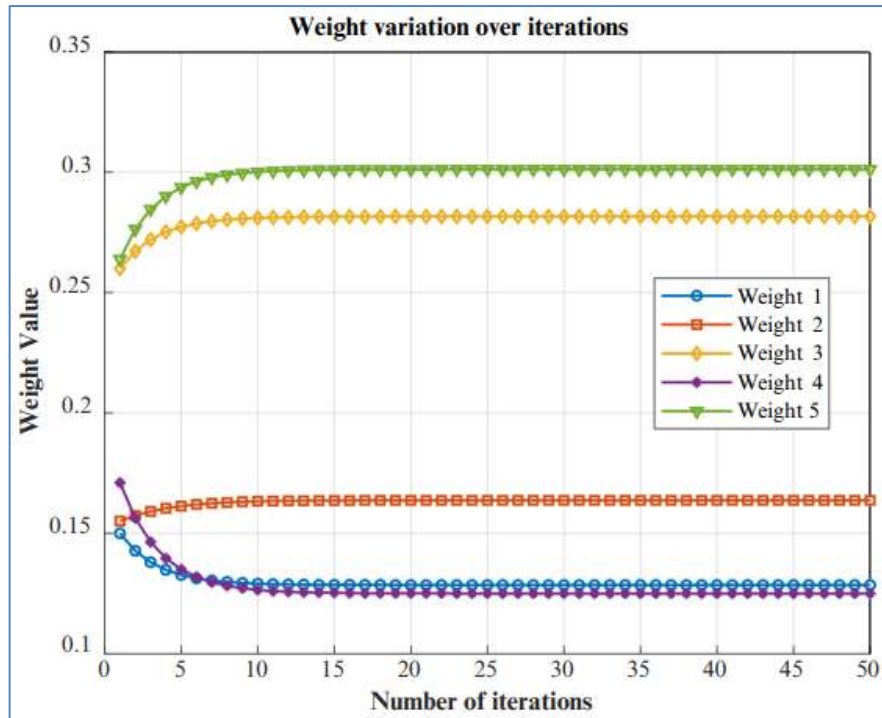 Weight variation over iterations
0.35
0.3
0.25
0.2
0.15
0.1
Weight Value
Weight 1
Weight 2
Weight 3
Weight 4
Weight 5
0 5 10 15 20 25 30 35 40 45 50
Number of iterations